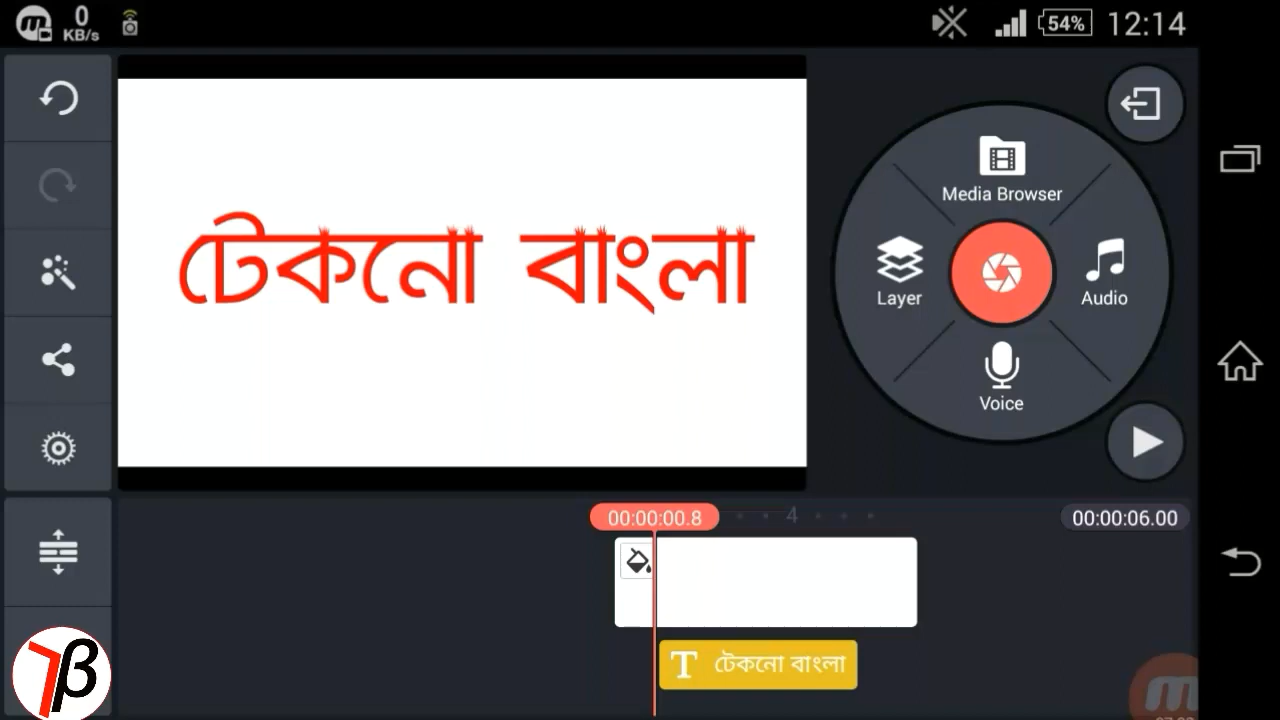 0
KB/s
54%
12:14
টেকনো বাংলা
Media Browser
Layer
Audio
Voice
00:00:00.8
4
00:00:06.00
T টেকনো বাংলা